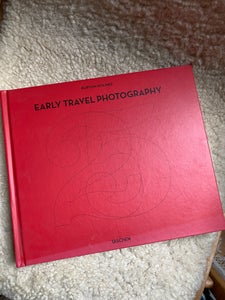 BURTON HOLMES
EARLY TRAVEL PHOTOGRAPHY
TASCHEN